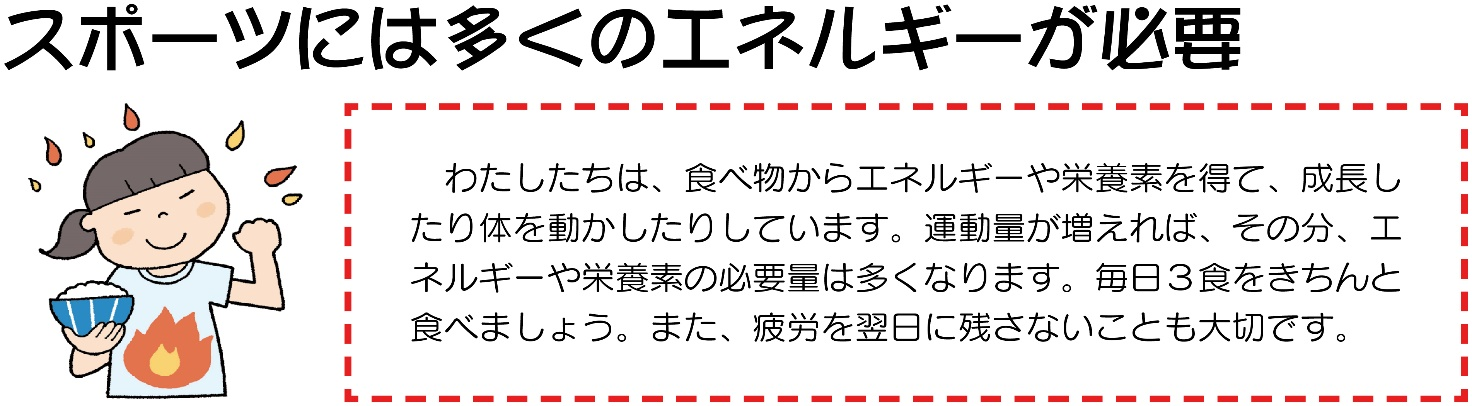 スポーツには多くのエネルギーが必要
わたしたちは、食べ物からエネルギーや栄養素を得て、成長し
たり体を動かしたりしています。運動量が増えれば、その分、エ
ネルギーや栄養素の必要量は多くなります。毎日３食をきちんと
食べましょう。また、疲労を翌日に残さないことも大切です。